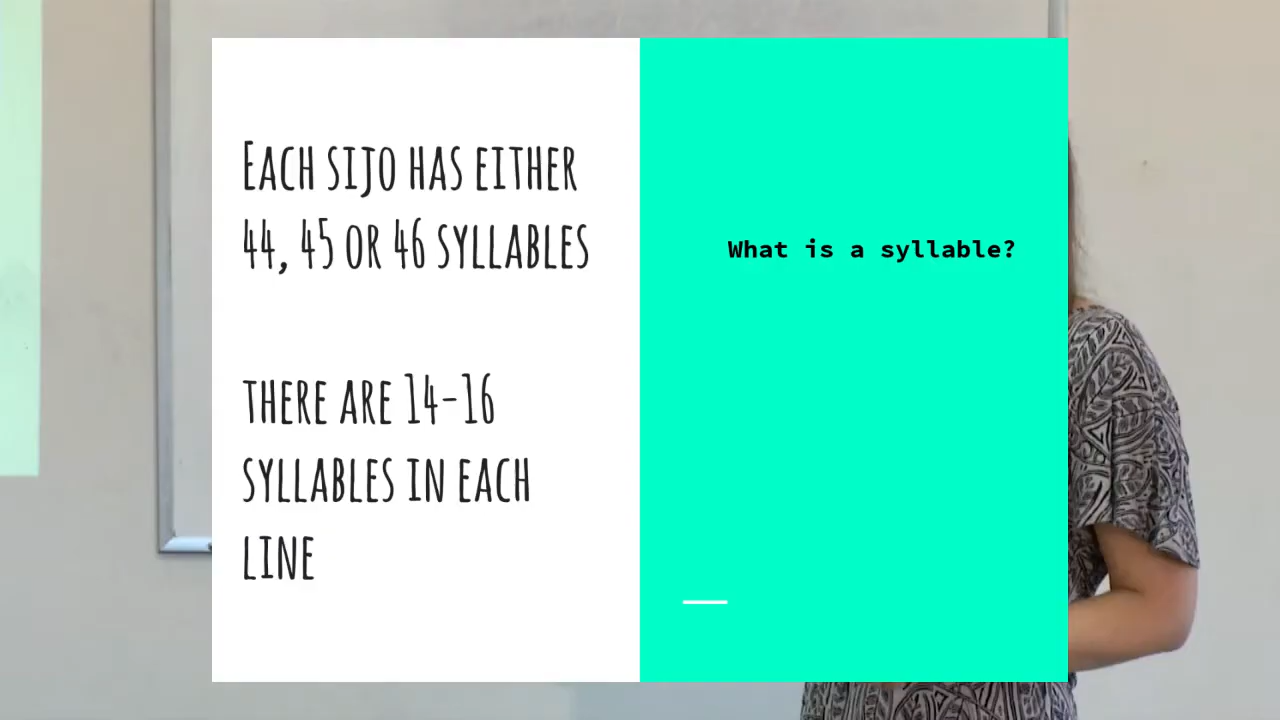 Each sijo has either
44, 45 or 46 syllables
there are 14-16
syllables in each
line
What is a syllable?